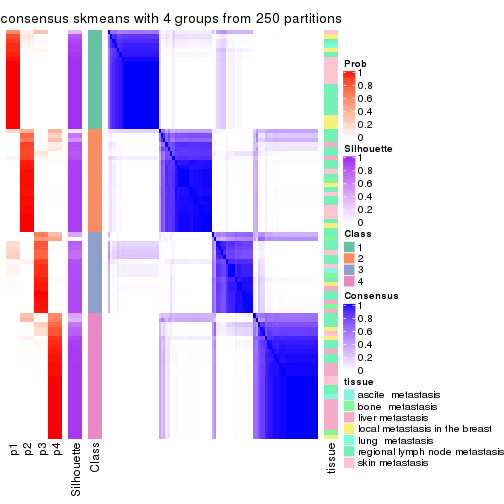 consensus skmeans with 4 groups from 250 partitions
Prob
1
0.8
0.6
0.4
0.2
0
Silhouette
1
0.8
0.6
0.4
0.2
0
Class
1
2
3
4
Consensus
1
0.8
0.6
0.4
0.2
0
tissue
ascite metastasis
bone metastasis
liver metastasis
local metastasis in the breast
lung metastasis
regional lymph node metastasis
skin metastasis
p1
p2
p3
p4
Silhouette
Class
tissue